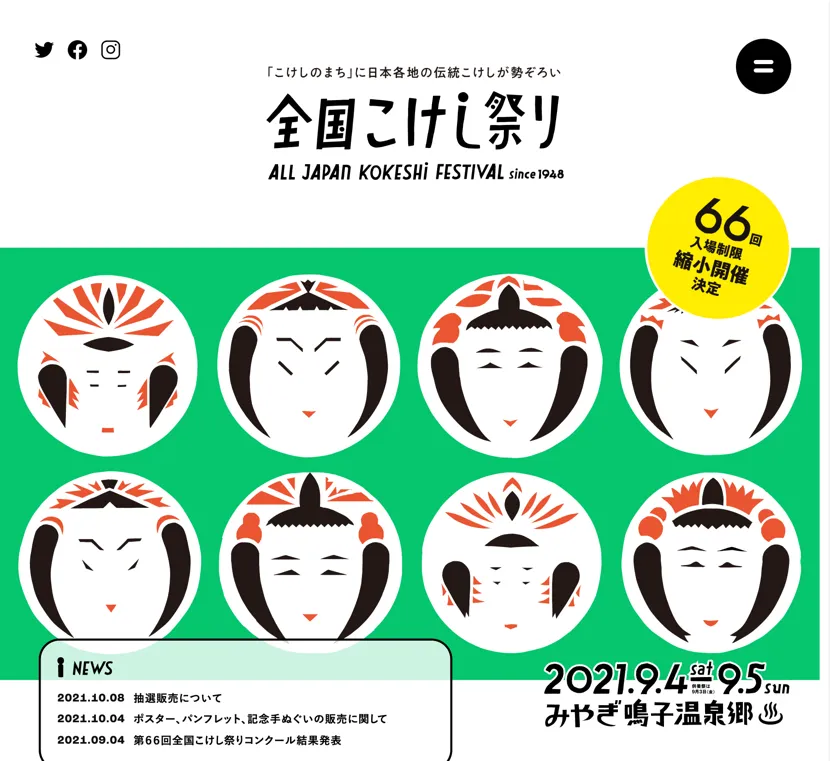 「こけしのまち」に日本各地の伝統こけしが勢ぞろい
全国こけし祭り
ALL JAPAN KOKESHi FESTIVAL since 1948
66回
入場制限
縮小開催
決定
NEWS
2021.10.08 抽選販売について
2021.10.04 ポスター、パンフレット、記念手ぬぐいの販売に関して
2021.09.04 第66回全国こけし祭りコンクール結果発表
2021.9.4 sat 9.5 sun
みやぎ鳴子温泉郷